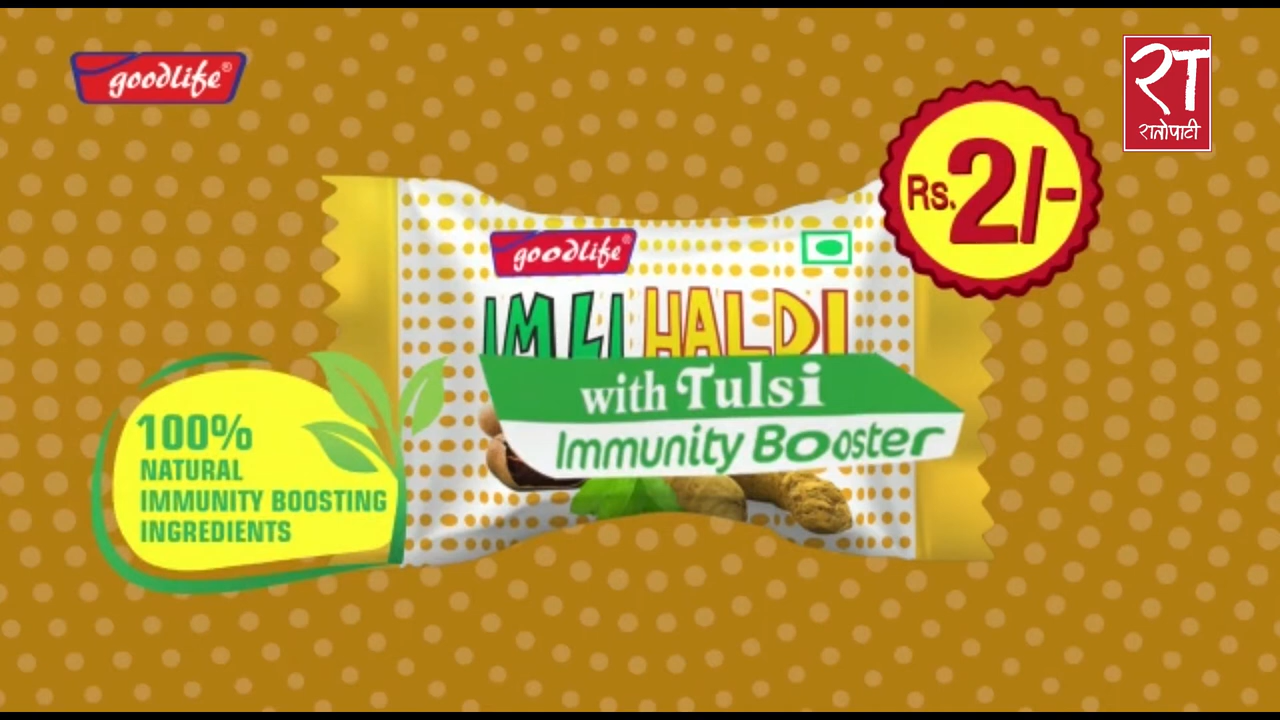 goodlife®
रा
रातोपाटी
Rs.2/-
goodlife®
IMLI HALDI
with Tulsi
Immunity Booster
100%
NATURAL
IMMUNITY BOOSTING
INGREDIENTS